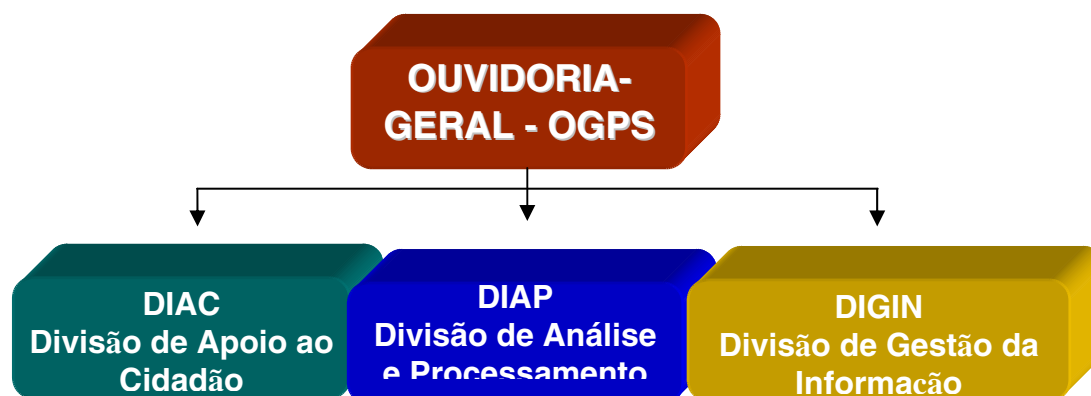 OUVIDORIA-
GERAL - OGPS
DIAC
Divisão de Apoio ao
Cidadão
DIAP
Divisão de Análise
e Processamento
DIGIN
Divisão de Gestão da
Informação